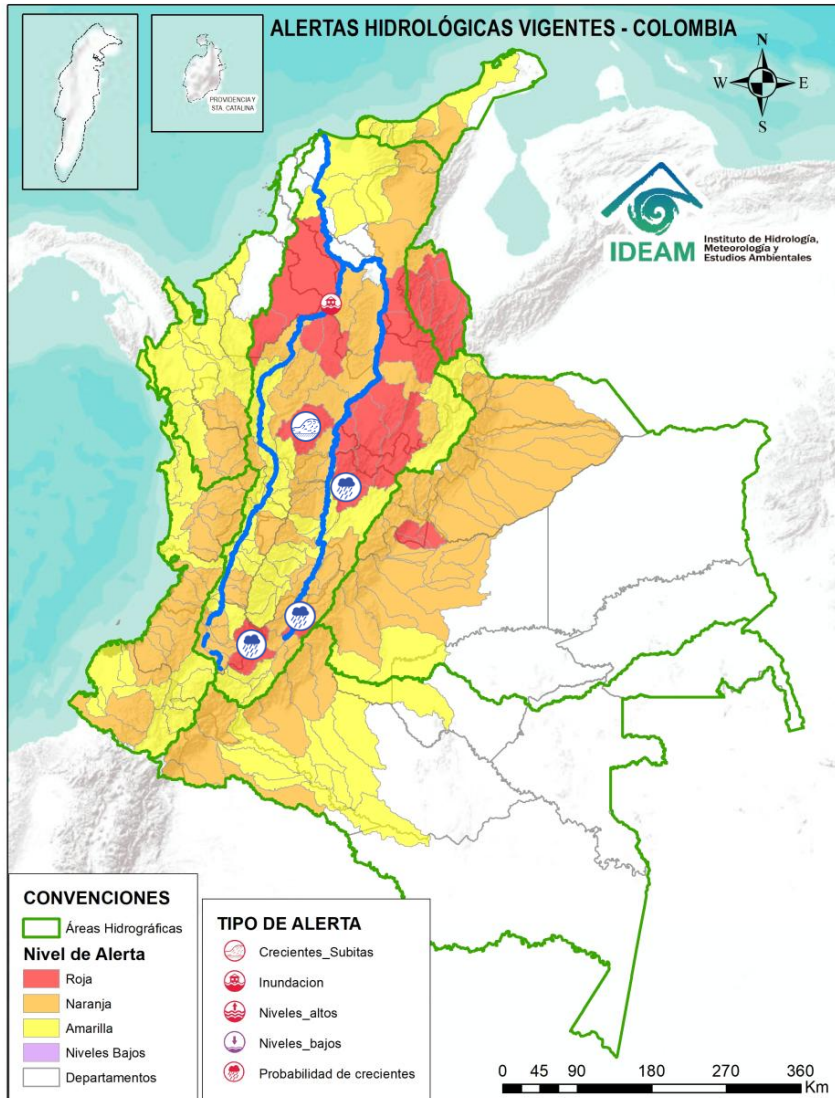 ALERTAS HIDROLÓGICAS VIGENTES - COLOMBIA
PROVIDENCIA Y
STA. CATALINA
N
W
E
S
IDEAM
Instituto de Hidrología,
Meteorología y
Estudios Ambientales
CONVENCIONES
Áreas Hidrográficas
Nivel de Alerta
Roja
Naranja
Amarilla
Niveles Bajos
Departamentos
TIPO DE ALERTA
Crecientes_Subitas
Inundacion
Niveles_altos
Niveles_bajos
Probabilidad de crecientes
0 45 90 180 270 360
Km